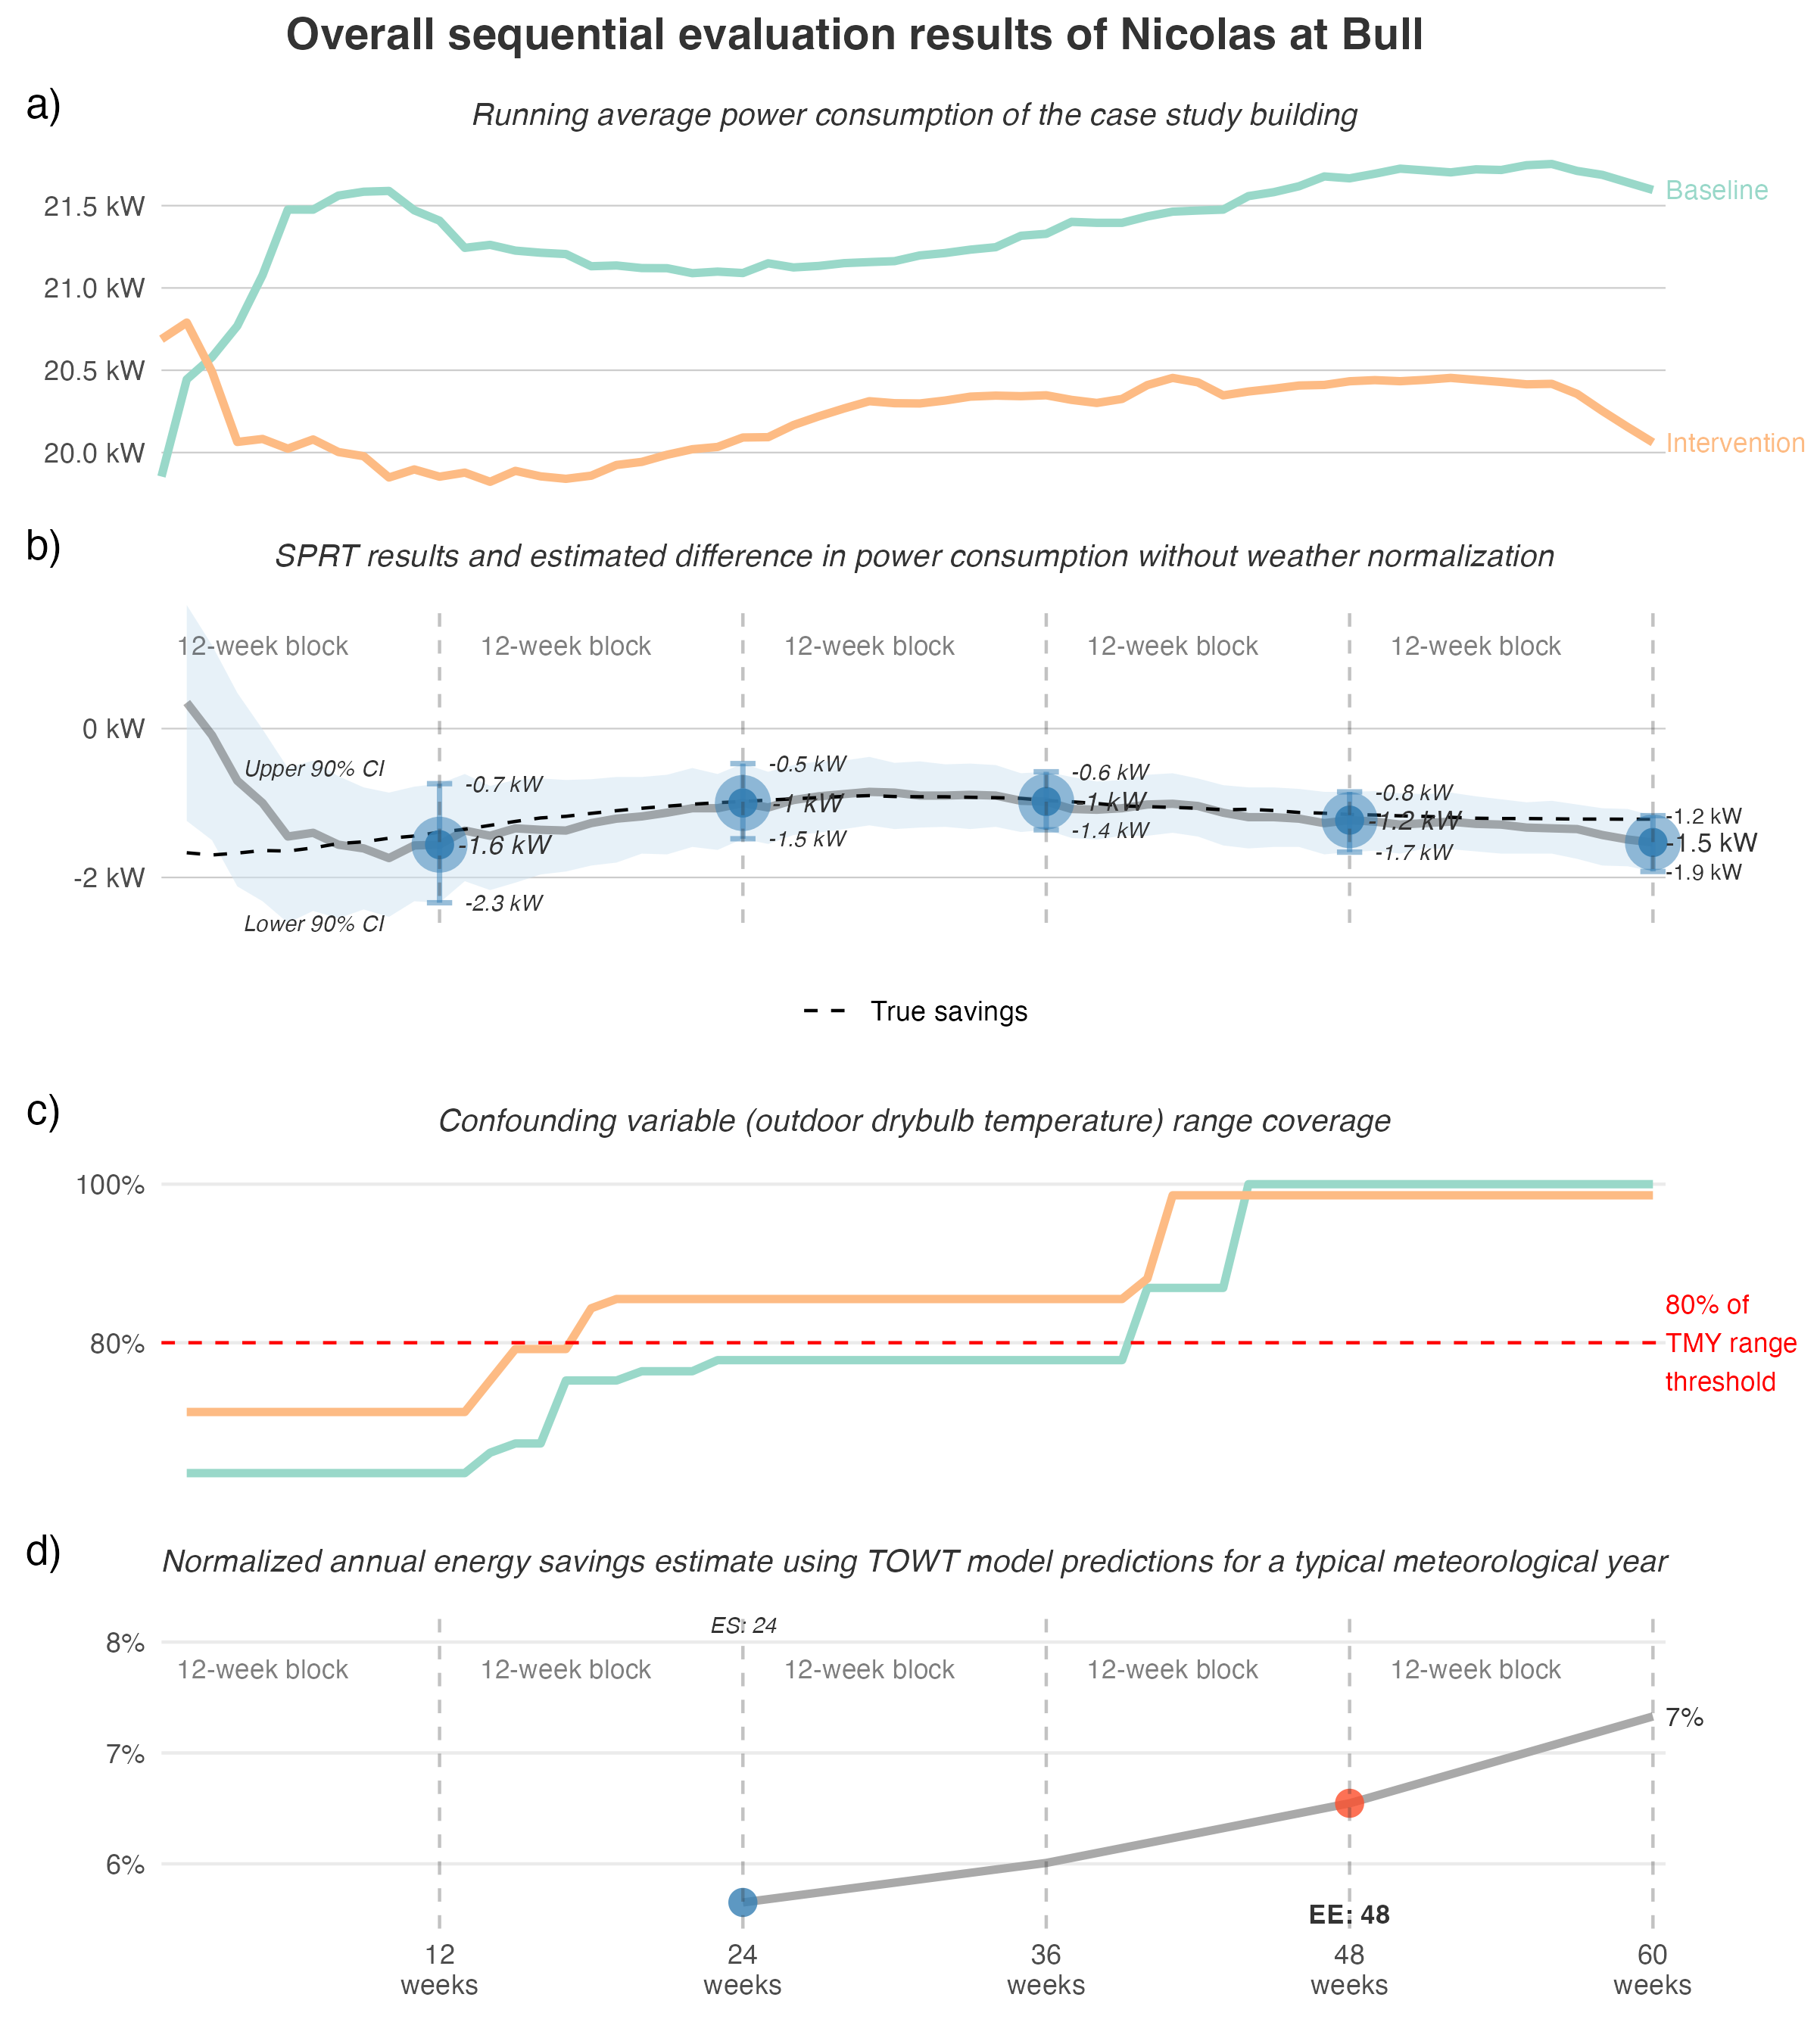 Overall sequential evaluation results of Nicolas at Bull
a)
Running average power consumption of the case study building
21.5 kW
21.0 kW
20.5 kW
20.0 kW
Baseline
Intervention
b)
SPRT results and estimated difference in power consumption without weather normalization
12-week block 12-week block 12-week block 12-week block 12-week block
0 kW
-2 kW
Upper 90% CI
Lower 90% CI
-0.7 kW
-1.6 kW
-2.3 kW
-0.5 kW
-1 kW
-1.5 kW
-0.6 kW
-1 kW
-1.4 kW
-0.8 kW
-1.2 kW
-1.7 kW
-1.2 kW
-1.5 kW
-1.9 kW
True savings
c)
Confounding variable (outdoor drybulb temperature) range coverage
100%
80%
80% of
TMY range
threshold
d)
Normalized annual energy savings estimate using TOWT model predictions for a typical meteorological year
ES: 24
8%
12-week block 12-week block 12-week block 12-week block 12-week block
7%
7%
6%
EE: 48
12 24 36 48 60
weeks weeks weeks weeks weeks